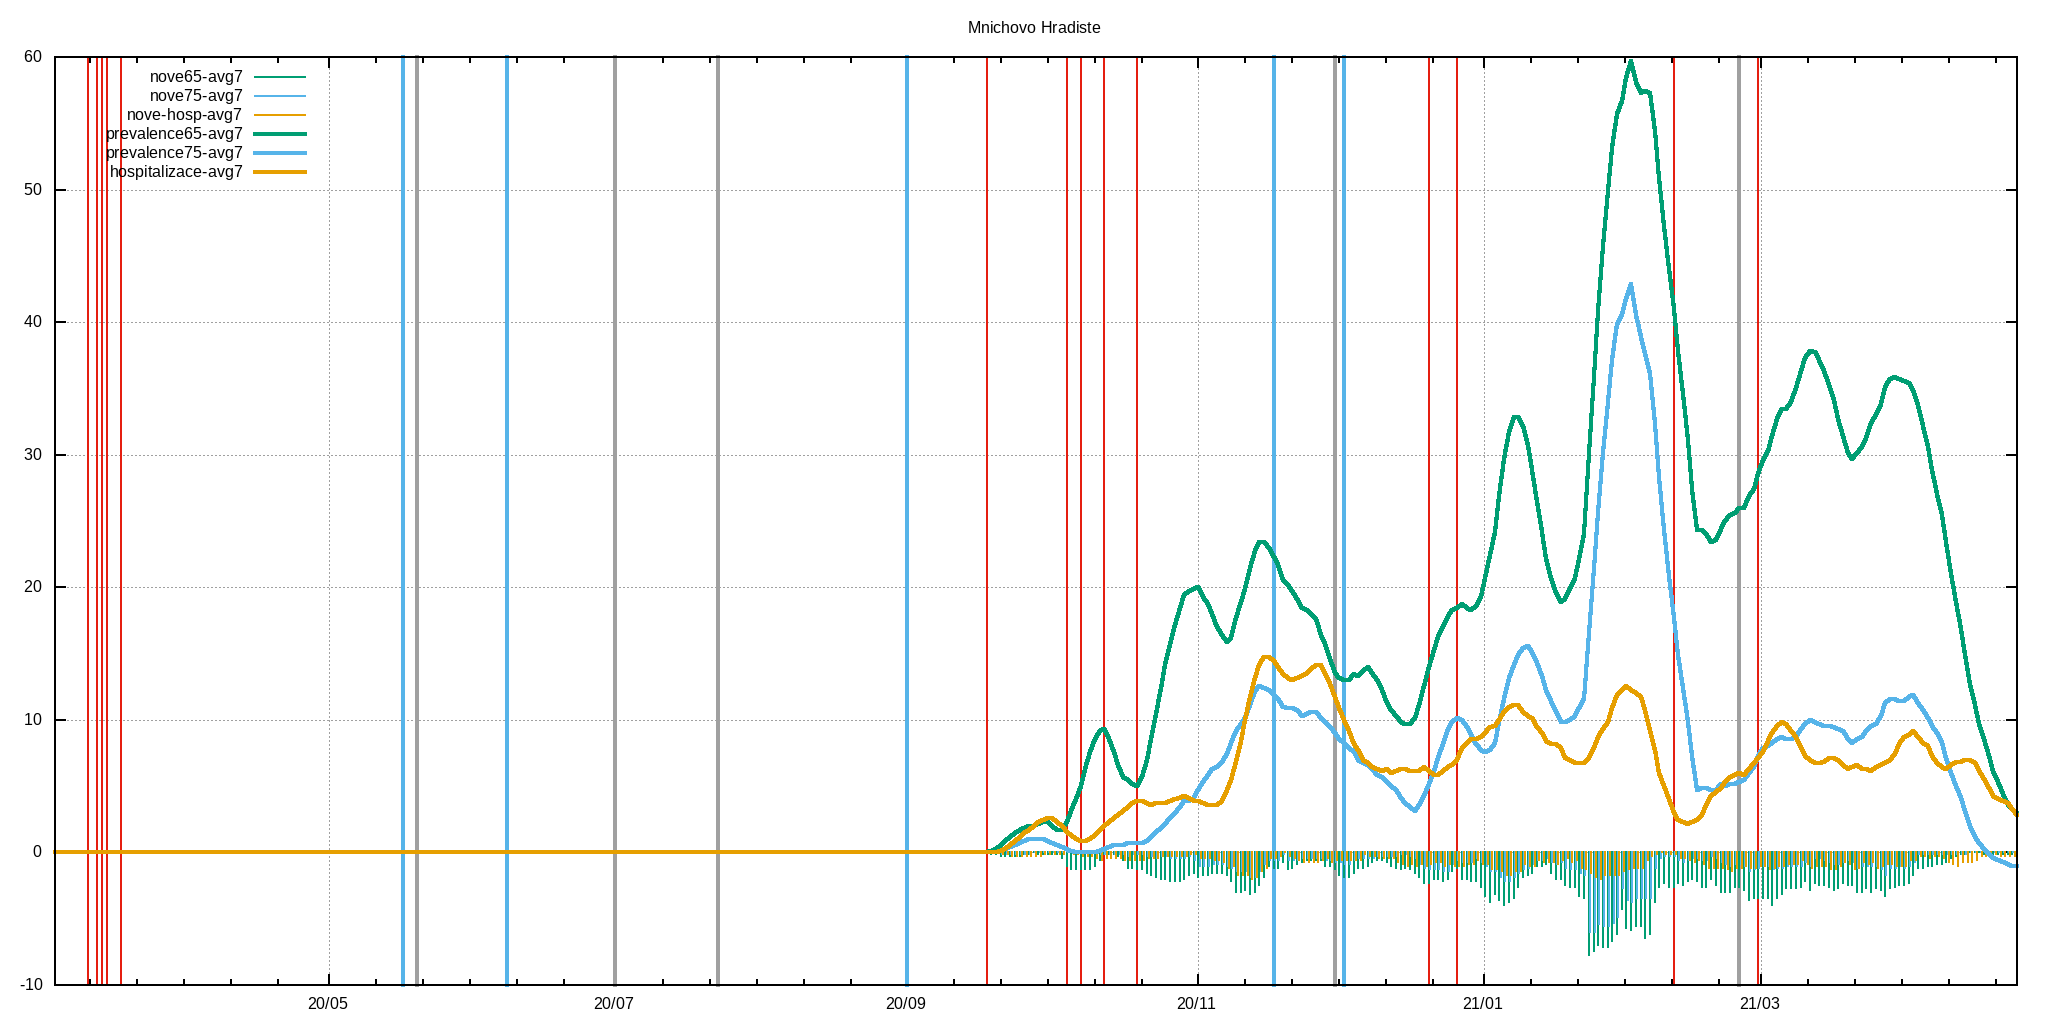 Mnichovo Hradiste
60
50
40
30
20
10
0
-10
nove65-avg7
nove75-avg7
nove-hosp-avg7
prevalence65-avg7
prevalence75-avg7
hospitalizace-avg7
20/05 20/07 20/09 20/11 21/01 21/03